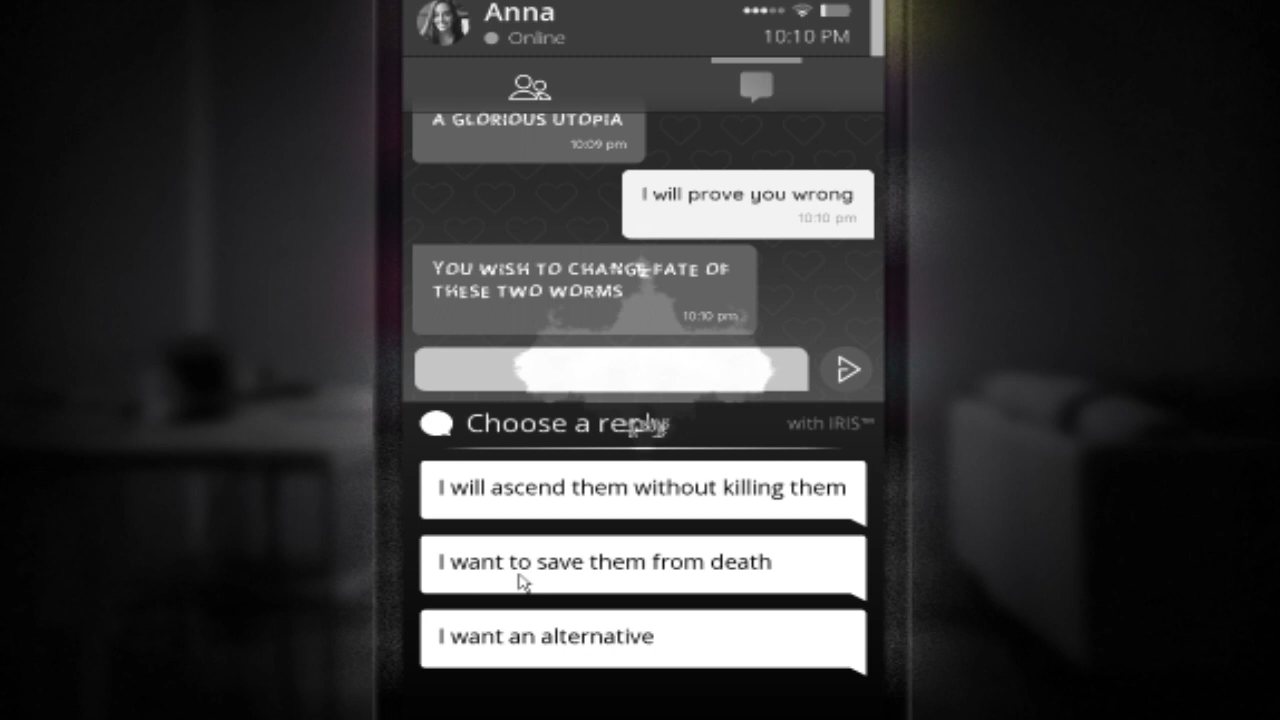 Anna
Online
10:10 PM
A GLORIOUS UTOPIA
10:09 pm
I will prove you wrong
10:10 pm
YOU WISH TO CHANGE FATE OF
THESE TWO WORMS
10:10 pm
Choose a reply
with IRIS™
I will ascend them without killing them
I want to save them from death
I want an alternative